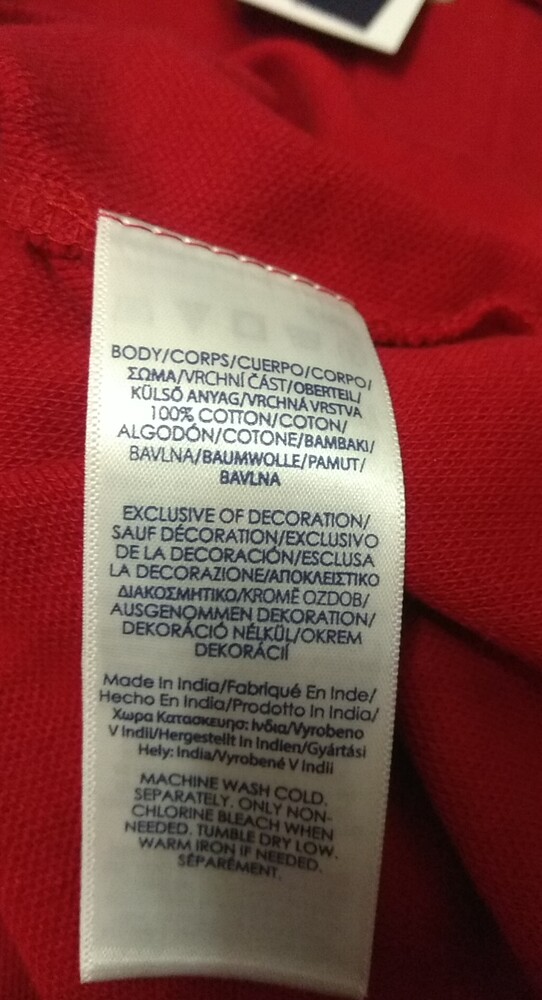 BODY/CORPS/CUERPO/CORPO/
ΣΩΜΑ/VRCHNÍ ČÁST/OBERTEIL/
KÜLSŐ ANYAG/VRCHNÁ VRSTVA
100% COTTON/COTON/
ALGODÓN/COTONE/BAMBAKI/
BAVLNA/BAUMWOLLE/PAMUT/
BAVLNA
EXCLUSIVE OF DECORATION/
SAUF DÉCORATION/EXCLUSIVO
DE LA DECORACIÓN/ESCLUSA
LA DECORAZIONE/ΑΠΟΚΛΕΙΣΤΙΚΟ
ΔΙΑΚΟΣΜΗΤΙΚΟ/KROMĚ OZDOB/
AUSGENOMMEN DEKORATION/
DEKORÁCIÓ NÉLKÜL/OKREM
DEKORÁCIÍ
Made In India/Fabriqué En Inde/
Hecho En India/Prodotto In India/
Χωρα Κατασκευησ: Ινδια/Vyrobeno
V Indii/Hergestellt In Indien/Gyártási
Hely: India/Vyrobené V Indii
MACHINE WASH COLD.
SEPARATELY. ONLY NON-
CHLORINE BLEACH WHEN
NEEDED. TUMBLE DRY LOW.
WARM IRON IF NEEDED.
SÉPARÉMENT.